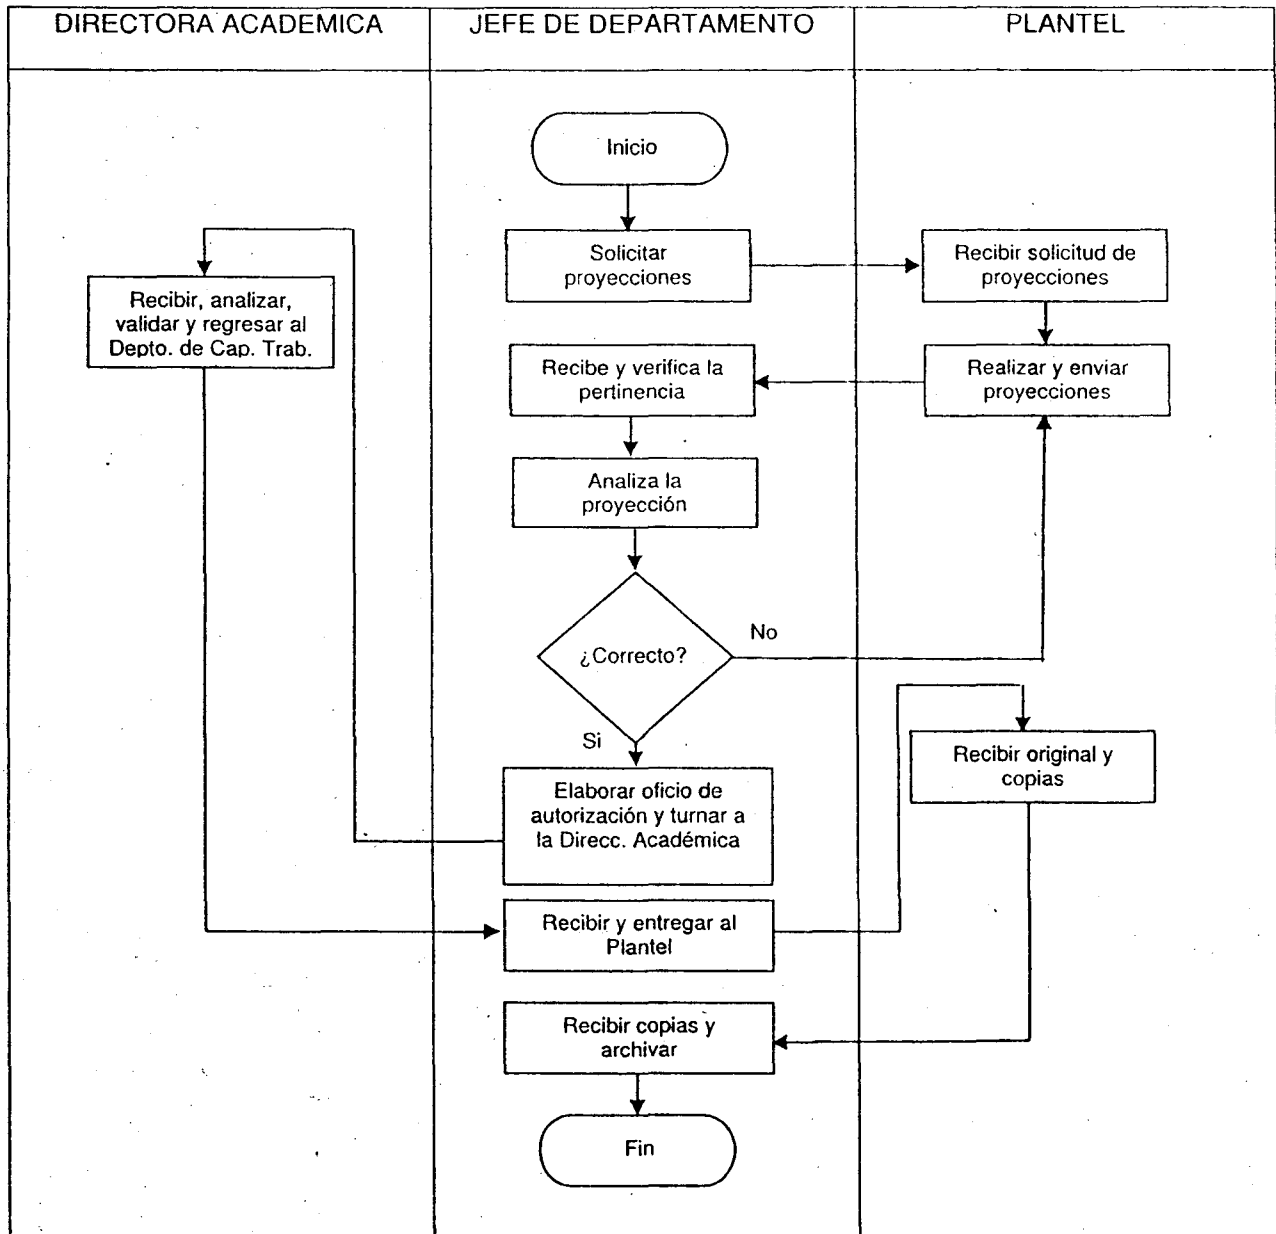 DIRECTORA ACADEMICA
JEFE DE DEPARTAMENTO
PLANTEL
Inicio
Solicitar
proyecciones
Recibir solicitud de
proyecciones
Recibir, analizar,
validar y regresar al
Depto. de Cap. Trab.
Recibe y verifica la
pertinencia
Realizar y enviar
proyecciones
Analiza la
proyección
¿Correcto?
No
Si
Recibir original y
copias
Elaborar oficio de
autorización y turnar a
la Direcc. Académica
Recibir y entregar al
Plantel
Recibir copias y
archivar
Fin